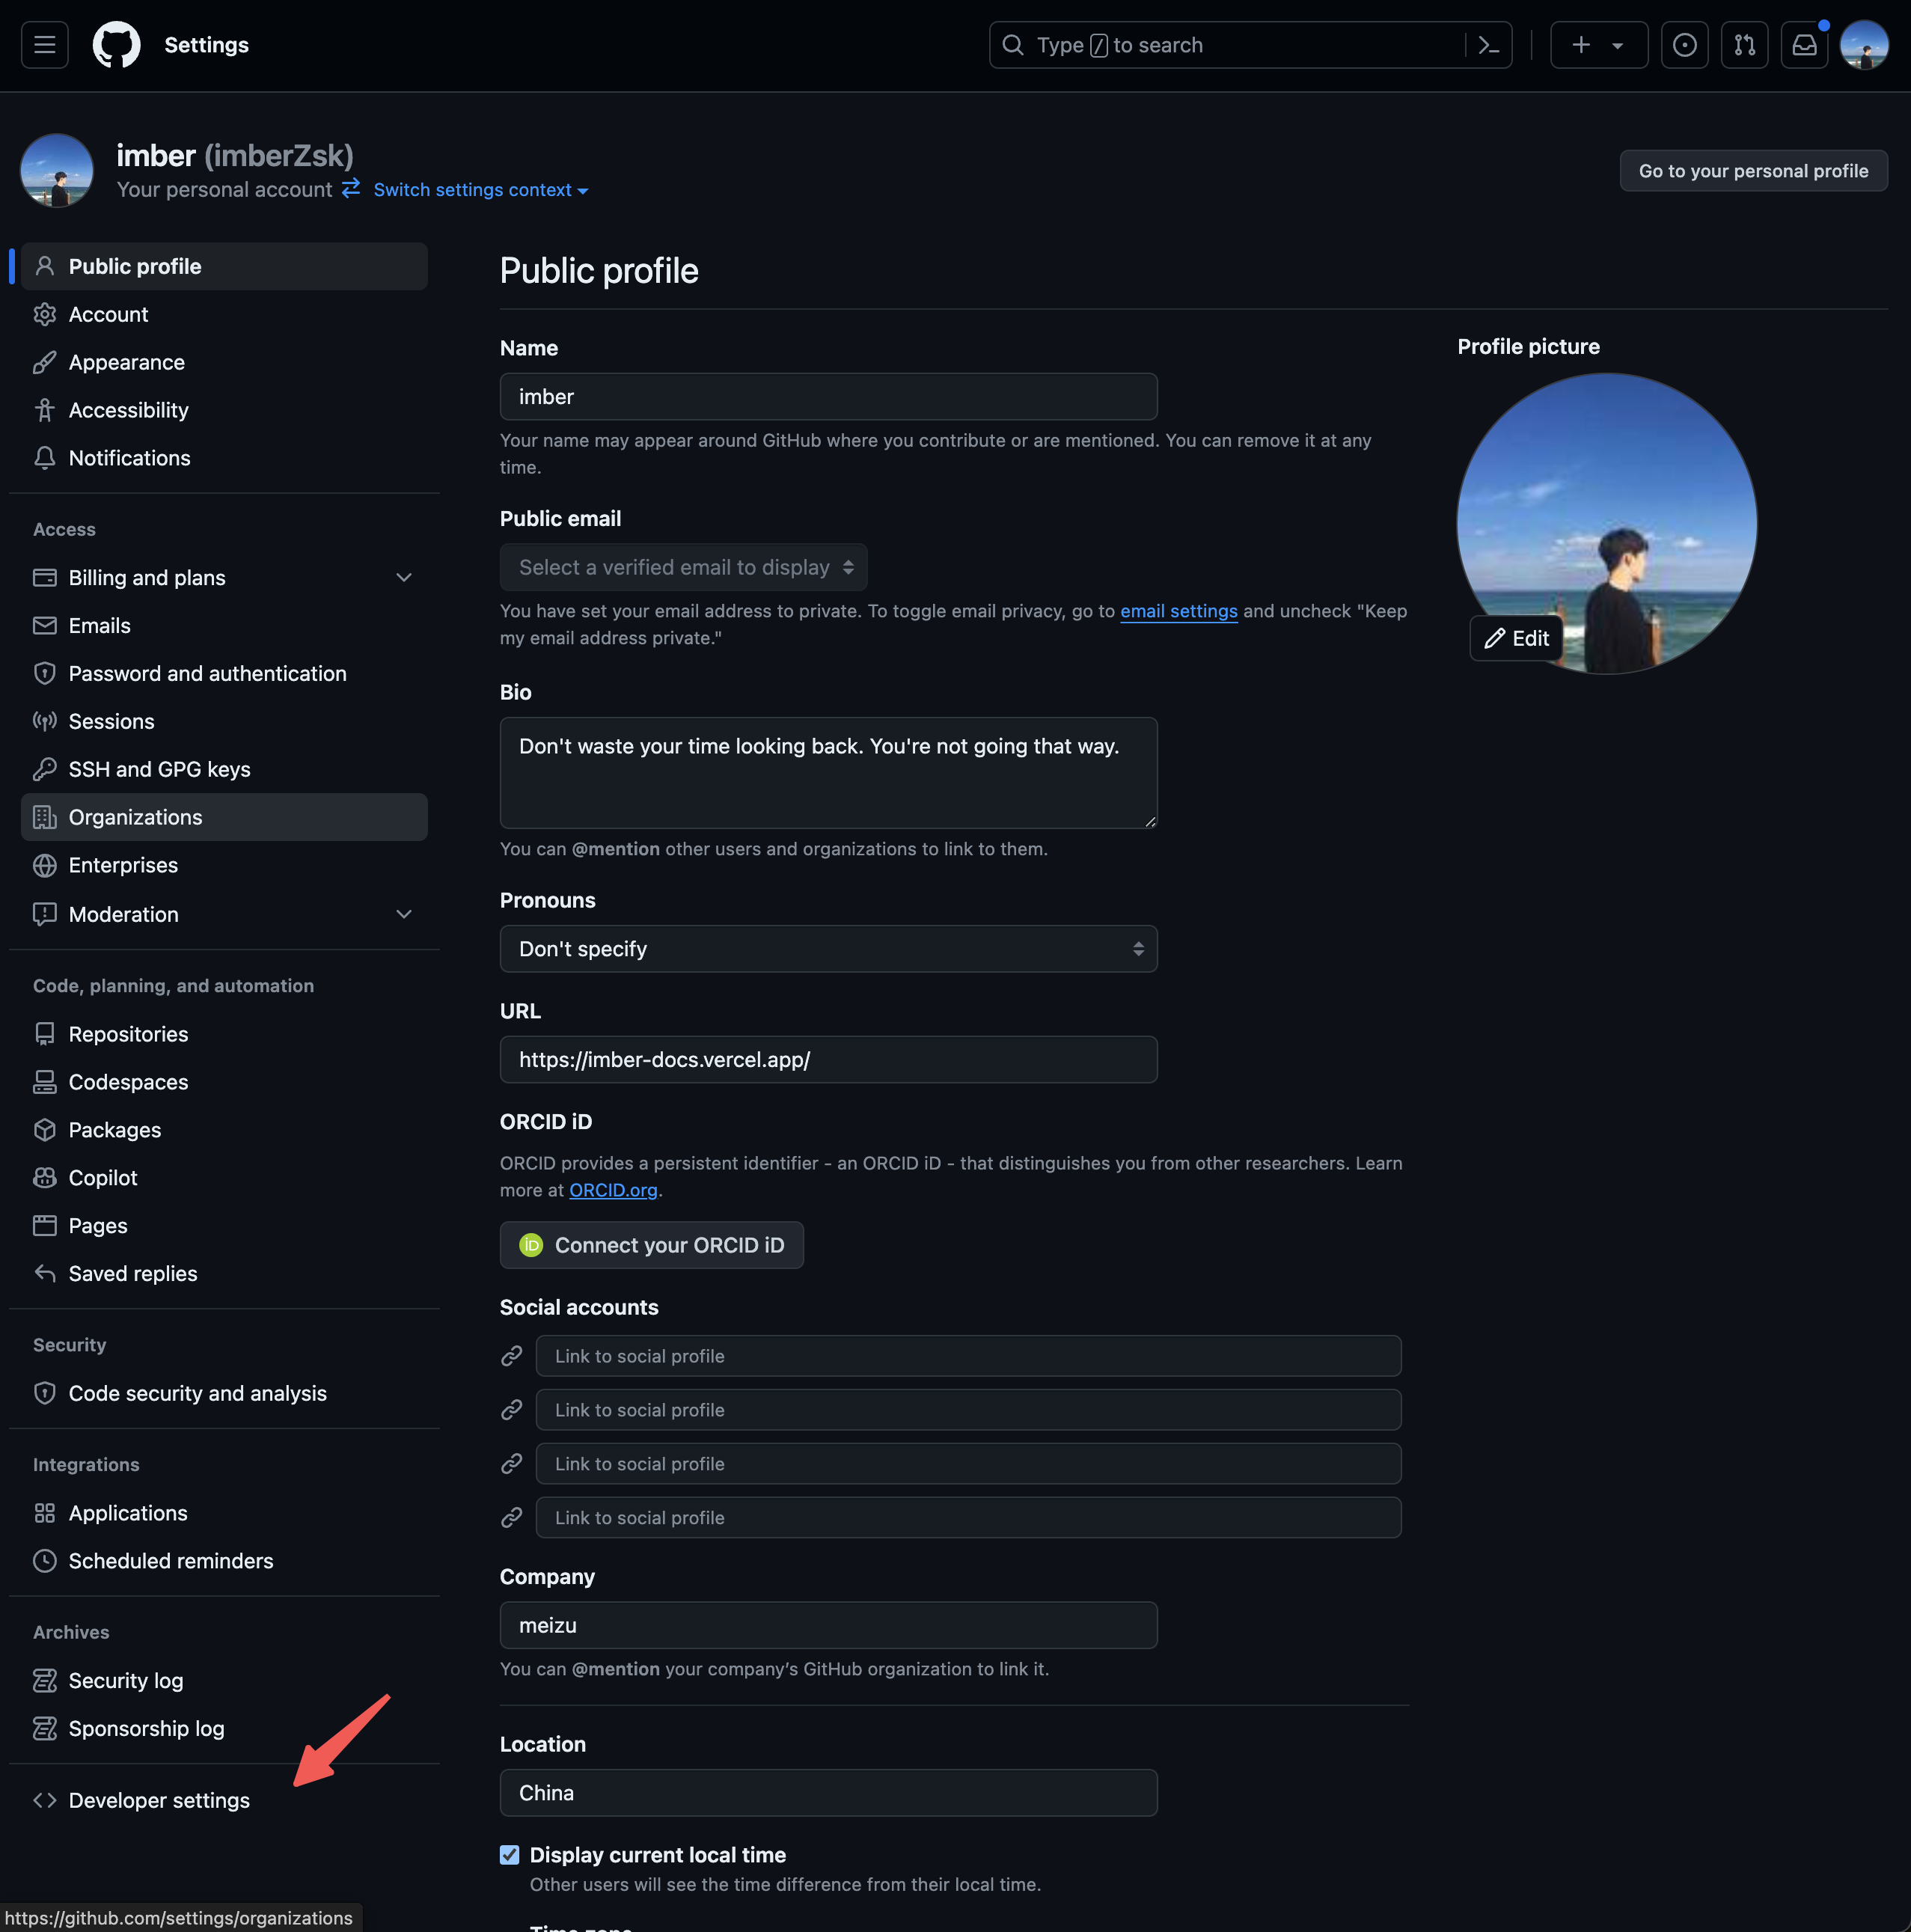 Settings
Type / to search
imber (imberZsk)
Your personal account Switch settings context
Go to your personal profile
Public profile
Account
Appearance
Accessibility
Notifications
Access
Billing and plans
Emails
Password and authentication
Sessions
SSH and GPG keys
Organizations
Enterprises
Moderation
Code, planning, and automation
Repositories
Codespaces
Packages
Copilot
Pages
Saved replies
Security
Code security and analysis
Integrations
Applications
Scheduled reminders
Archives
Security log
Sponsorship log
Developer settings
Public profile
Name
imber
Your name may appear around GitHub where you contribute or are mentioned. You can remove it at any
time.
Public email
Select a verified email to display
You have set your email address to private. To toggle email privacy, go to email settings and uncheck "Keep
my email address private."
Bio
Don't waste your time looking back. You're not going that way.
You can @mention other users and organizations to link to them.
Pronouns
Don't specify
URL
https://imber-docs.vercel.app/
ORCID iD
ORCID provides a persistent identifier - an ORCID iD - that distinguishes you from other researchers. Learn
more at ORCID.org.
iD Connect your ORCID iD
Social accounts
Link to social profile
Link to social profile
Link to social profile
Link to social profile
Company
meizu
You can @mention your company’s GitHub organization to link it.
Location
China
Display current local time
Other users will see the time difference from their local time.
Profile picture
Edit
https://github.com/settings/organizations